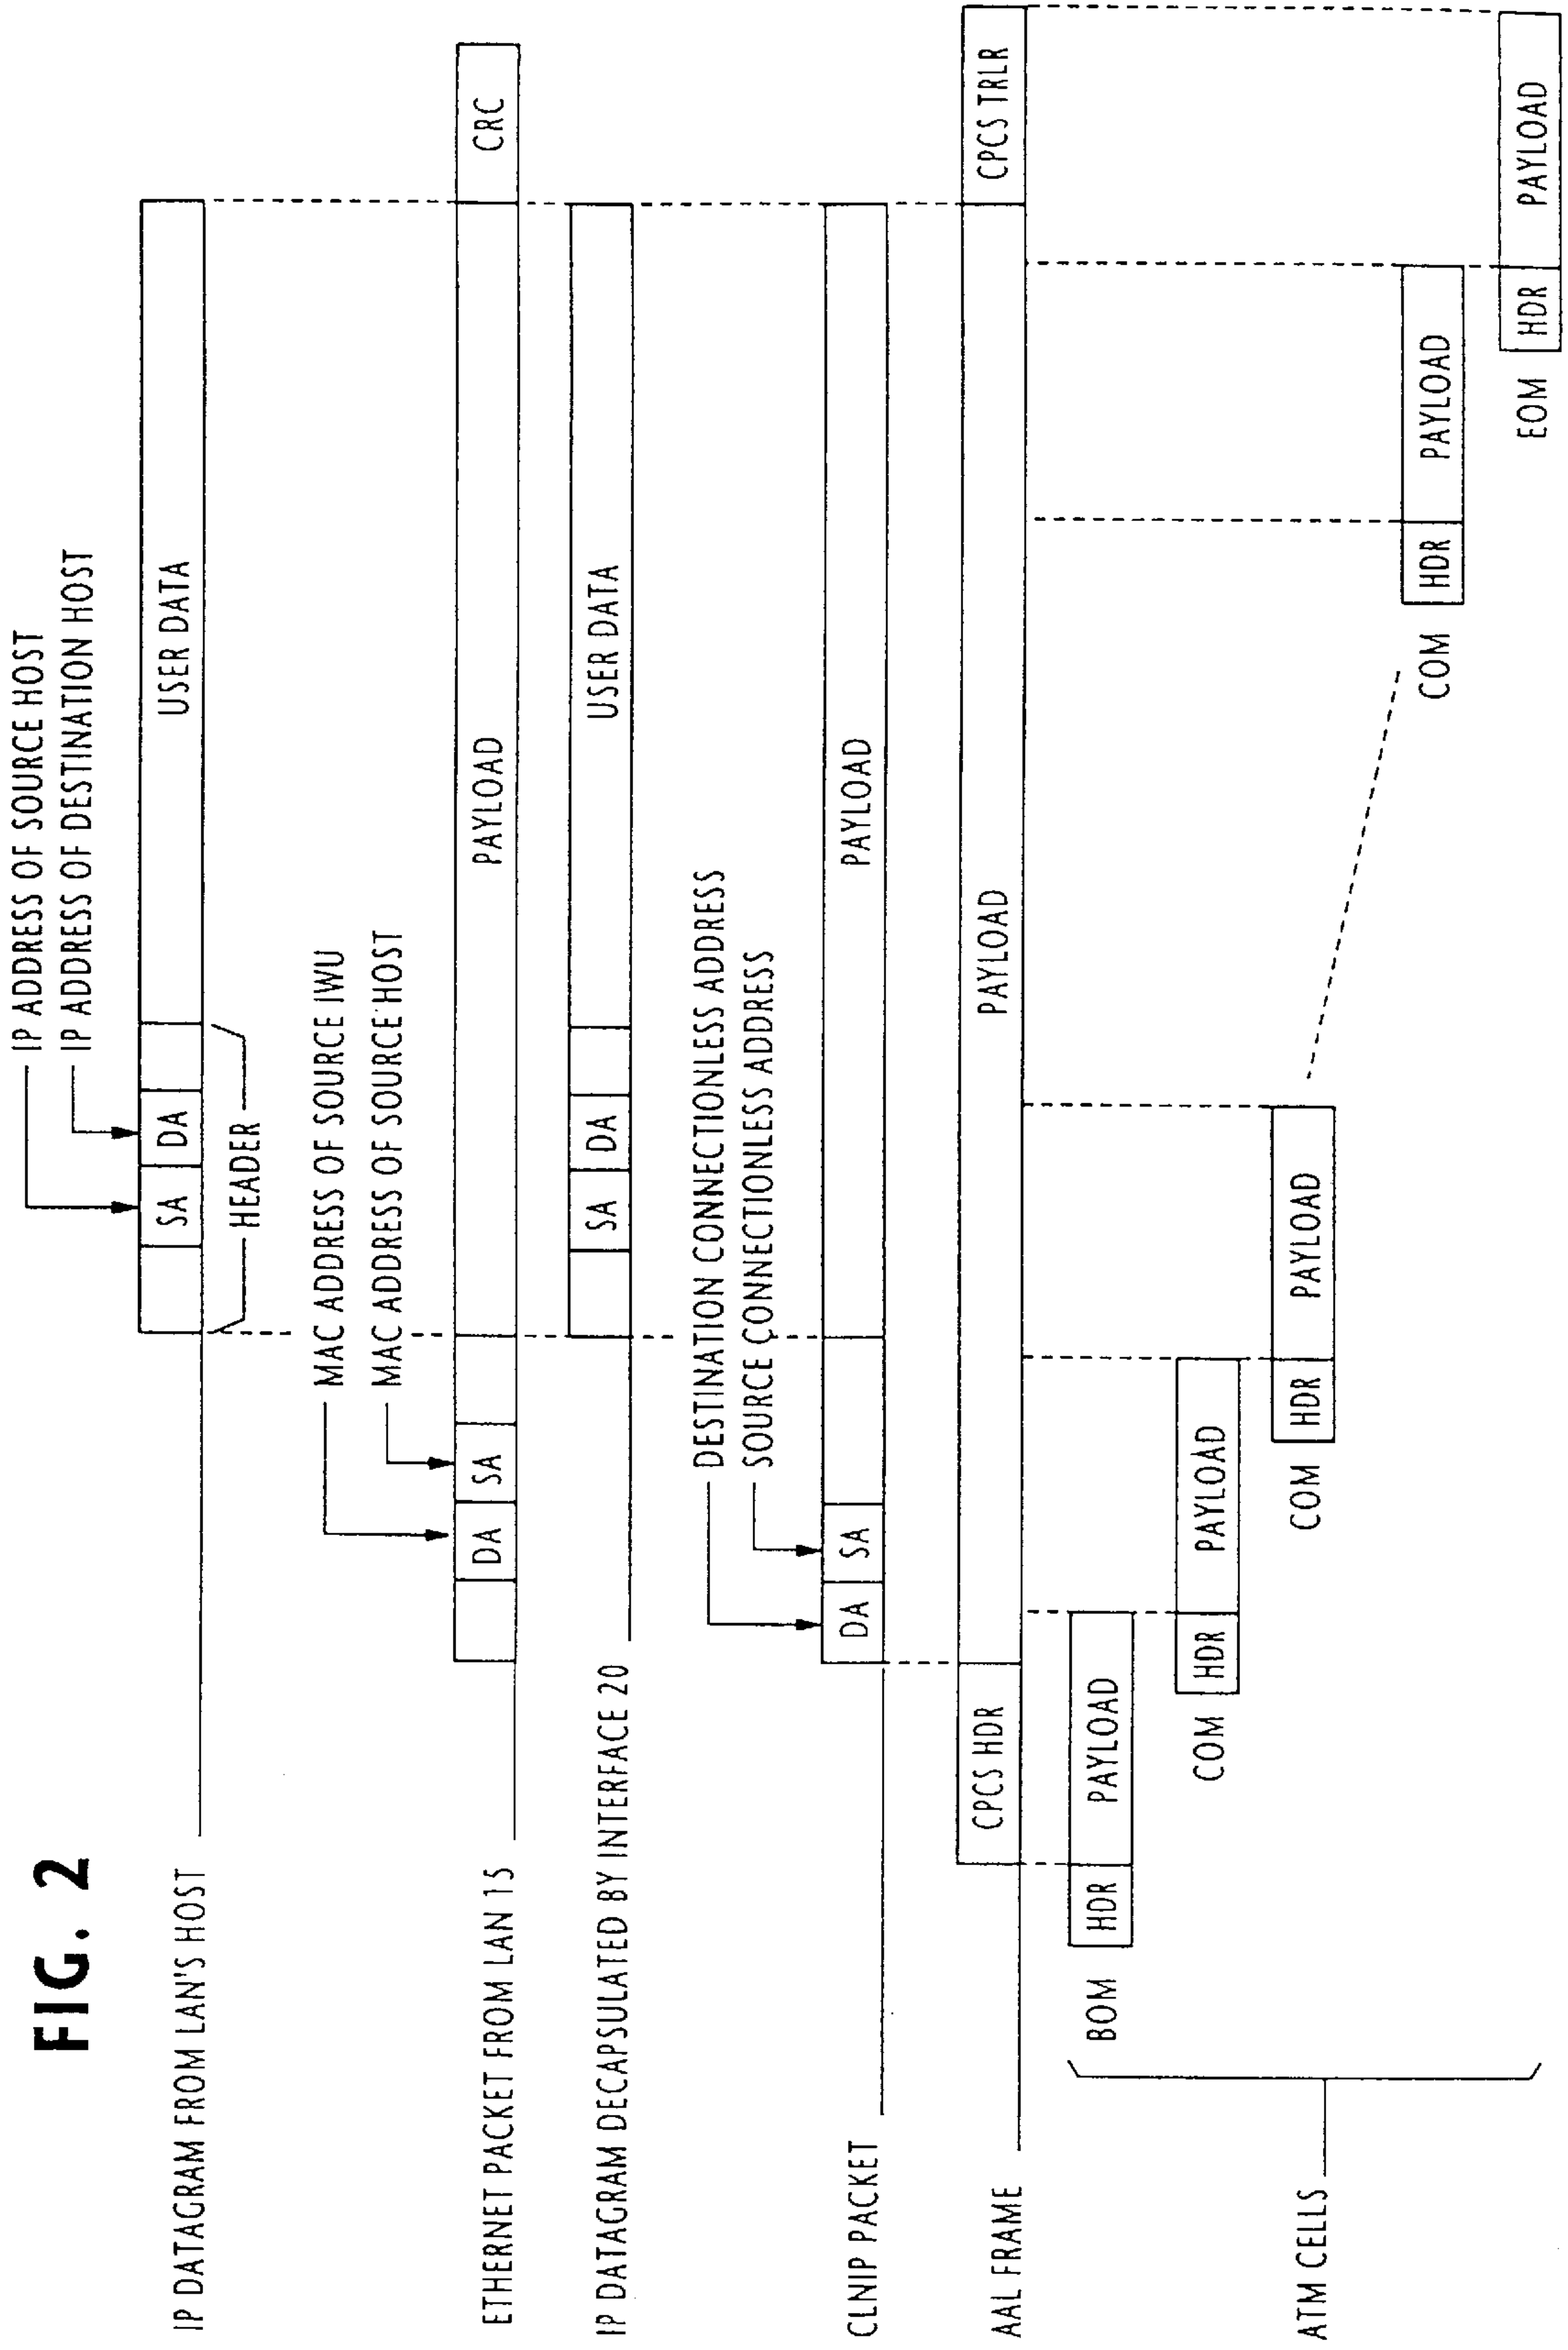 FIG. 2
IP ADDRESS OF SOURCE HOST
IP ADDRESS OF DESTINATION HOST
IP DATAGRAM FROM LAN'S HOST
SA
DA
USER DATA
HEADER
MAC ADDRESS OF SOURCE IWU
MAC ADDRESS OF SOURCE HOST
ETHERNET PACKET FROM LAN 15
DA
SA
PAYLOAD
CRC
IP DATAGRAM DECAPSULATED BY INTERFACE 20
SA
DA
USER DATA
DESTINATION CONNECTIONLESS ADDRESS
SOURCE CONNECTIONLESS ADDRESS
CLNIP PACKET
DA
SA
PAYLOAD
AAL FRAME
CPCS HDR
PAYLOAD
CPCS TRLR
ATM CELLS
BOM
HDR
PAYLOAD
COM
HDR
PAYLOAD
COM
HDR
PAYLOAD
COM
HDR
PAYLOAD
EOM
HDR
PAYLOAD